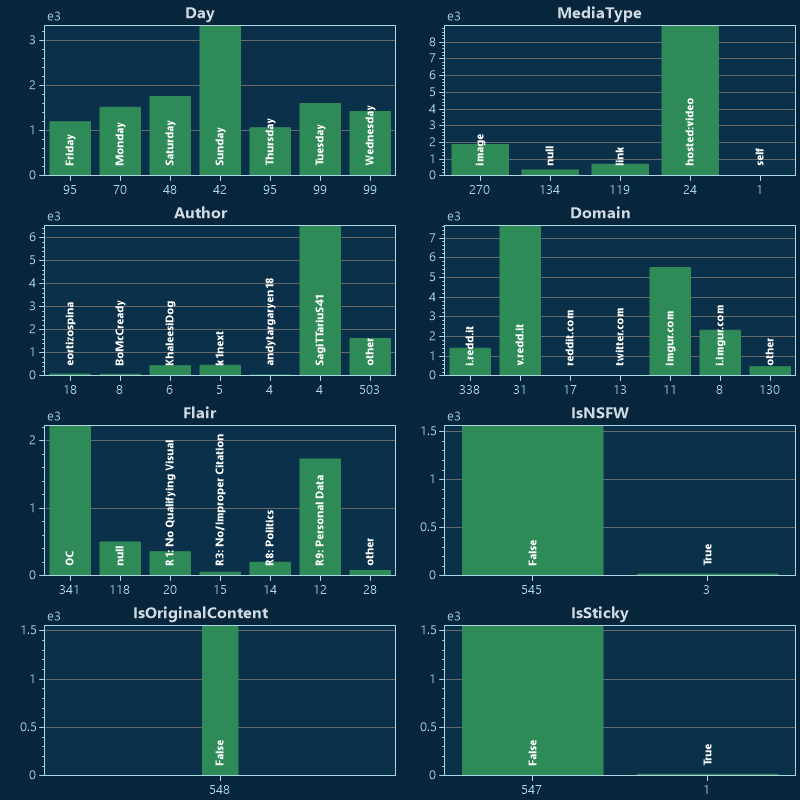 Day
e3
3
2
1
0
Friday
Monday
Saturday
Sunday
Thursday
Tuesday
Wednesday
95 70 48 42 95 99 99
MediaType
e3
8
7
6
5
4
3
2
1
0
image
null
link
hosted:video
self
270 134 119 24 1
Author
e3
6
5
4
3
2
1
0
eortizospina
BoMcCready
KhaleesiDog
k1next
andytargaryen18
SagiTTariuS41
other
18 8 6 5 4 4 503
Domain
e3
7
6
5
4
3
2
1
0
i.redd.it
v.redd.it
reddit.com
twitter.com
imgur.com
i.imgur.com
other
338 31 17 13 11 8 130
Flair
e3
2
1
0
OC
null
R1: No Qualifying Visual
R3: No/Improper Citation
R8: Politics
R9: Personal Data
other
341 118 20 15 14 12 28
IsNSFW
e3
1.5
1
0.5
0
False
True
545 3
IsOriginalContent
e3
1.5
1
0.5
0
False
548
IsSticky
e3
1.5
1
0.5
0
False
True
547 1